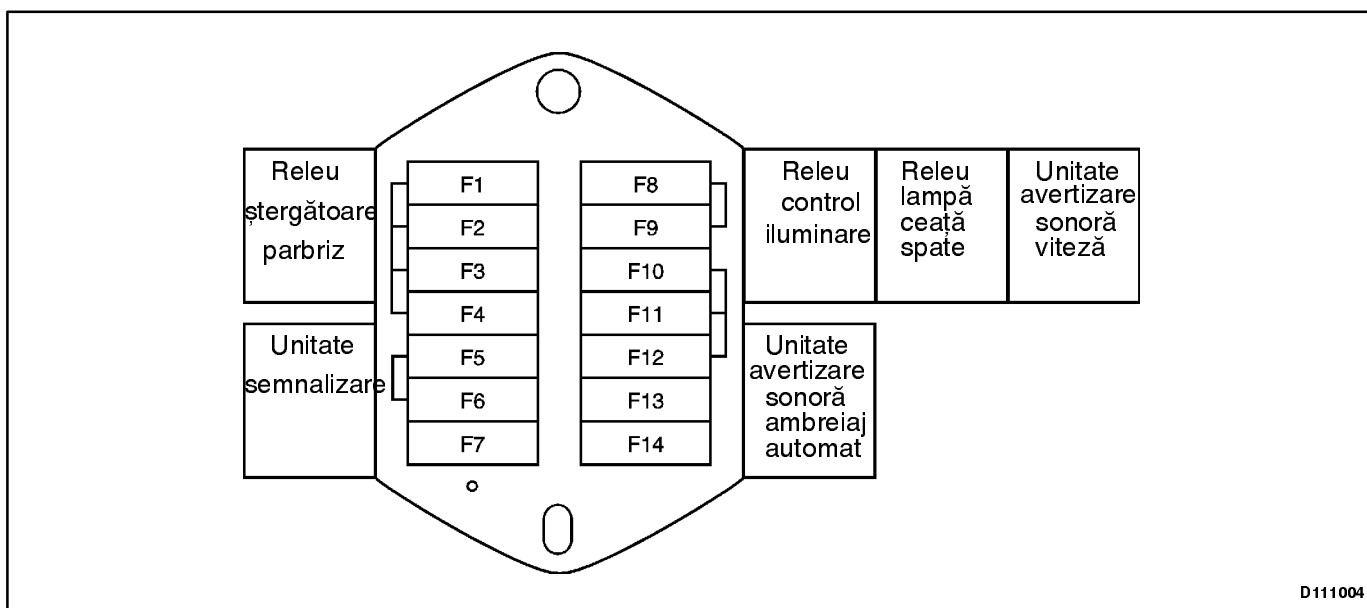 Releu
ștergătoare
parbriz
Unitate
semnalizare
F1
F2
F3
F4
F5
F6
F7
F8
F9
F10
F11
F12
F13
F14
Releu
control
iluminare
Releu
lampă
ceață
spate
Unitate
avertizare
sonoră
viteză
Unitate
avertizare
sonoră
ambreiaj
automat
D111004